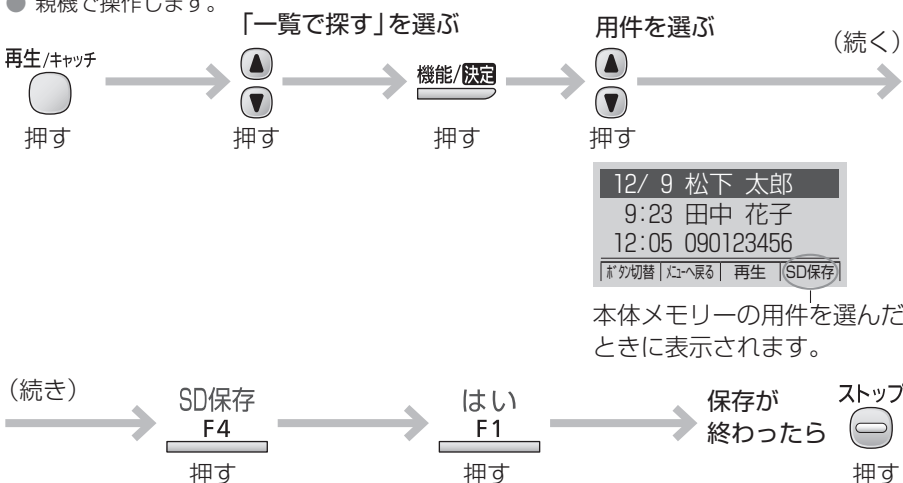 ● 親機で操作します。
「一覧で探す」を選ぶ
用件を選ぶ
(続く)
再生/キャッチ
機能/決定
押す
押す
押す
押す
12/ 9 松下 太郎
9:23 田中 花子
12:05 090123456
ボタン切替 メニューへ戻る 再生 SD保存
本体メモリーの用件を選んだ
ときに表示されます。
(続き)
SD保存
F4
押す
はい
F1
押す
保存が
終わったら
ストップ
押す